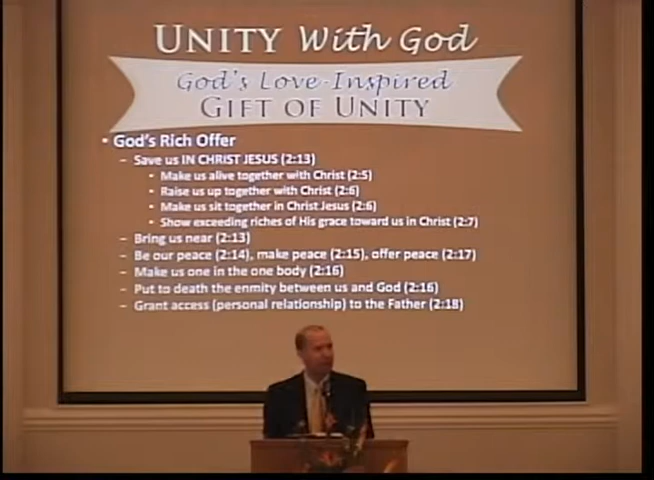 UNITY With God
God's Love-Inspired
GIFT OF UNITY
• God's Rich Offer
– Save us IN CHRIST JESUS (2:13)
• Make us alive together with Christ (2:5)
• Raise us up together with Christ (2:6)
• Make us sit together in Christ Jesus (2:6)
• Show exceeding riches of His grace toward us in Christ (2:7)
– Bring us near (2:13)
– Be our peace (2:14), make peace (2:15), offer peace (2:17)
– Make us one in the one body (2:16)
– Put to death the enmity between us and God (2:16)
– Grant access (personal relationship) to the Father (2:18)